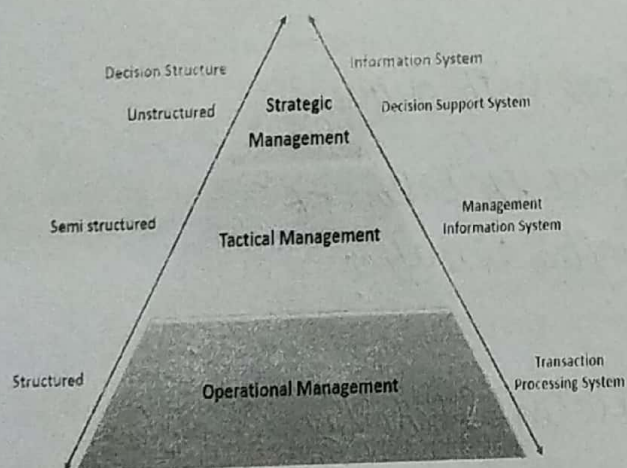 Decision Structure
Information System
Unstructured
Strategic
Management
Decision Support System
Semi structured
Tactical Management
Management
Information System
Structured
Operational Management
Transaction
Processing System